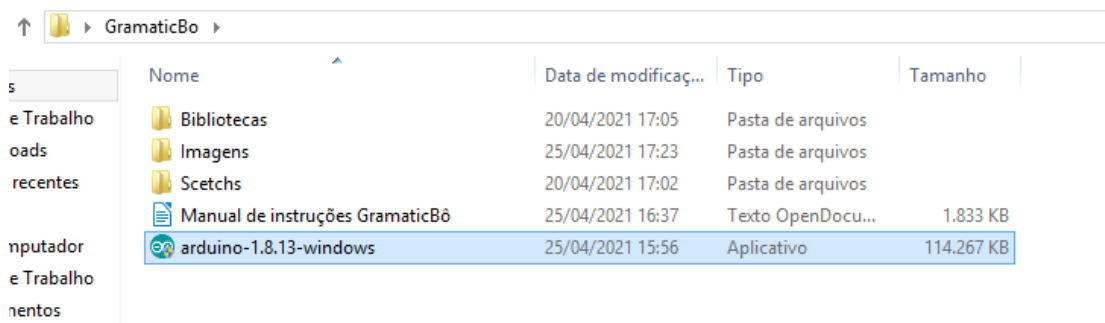 GramaticBo
Nome Data de modificaç... Tipo Tamanho
s
e Trabalho Bibliotecas 20/04/2021 17:05 Pasta de arquivos
oads Imagens 25/04/2021 17:23 Pasta de arquivos
recentes Scetchs 20/04/2021 17:02 Pasta de arquivos
Manual de instruções GramaticBô 25/04/2021 16:37 Texto OpenDocu... 1.833 KB
mputador arduino-1.8.13-windows 25/04/2021 15:56 Aplicativo 114.267 KB
e Trabalho
mentos